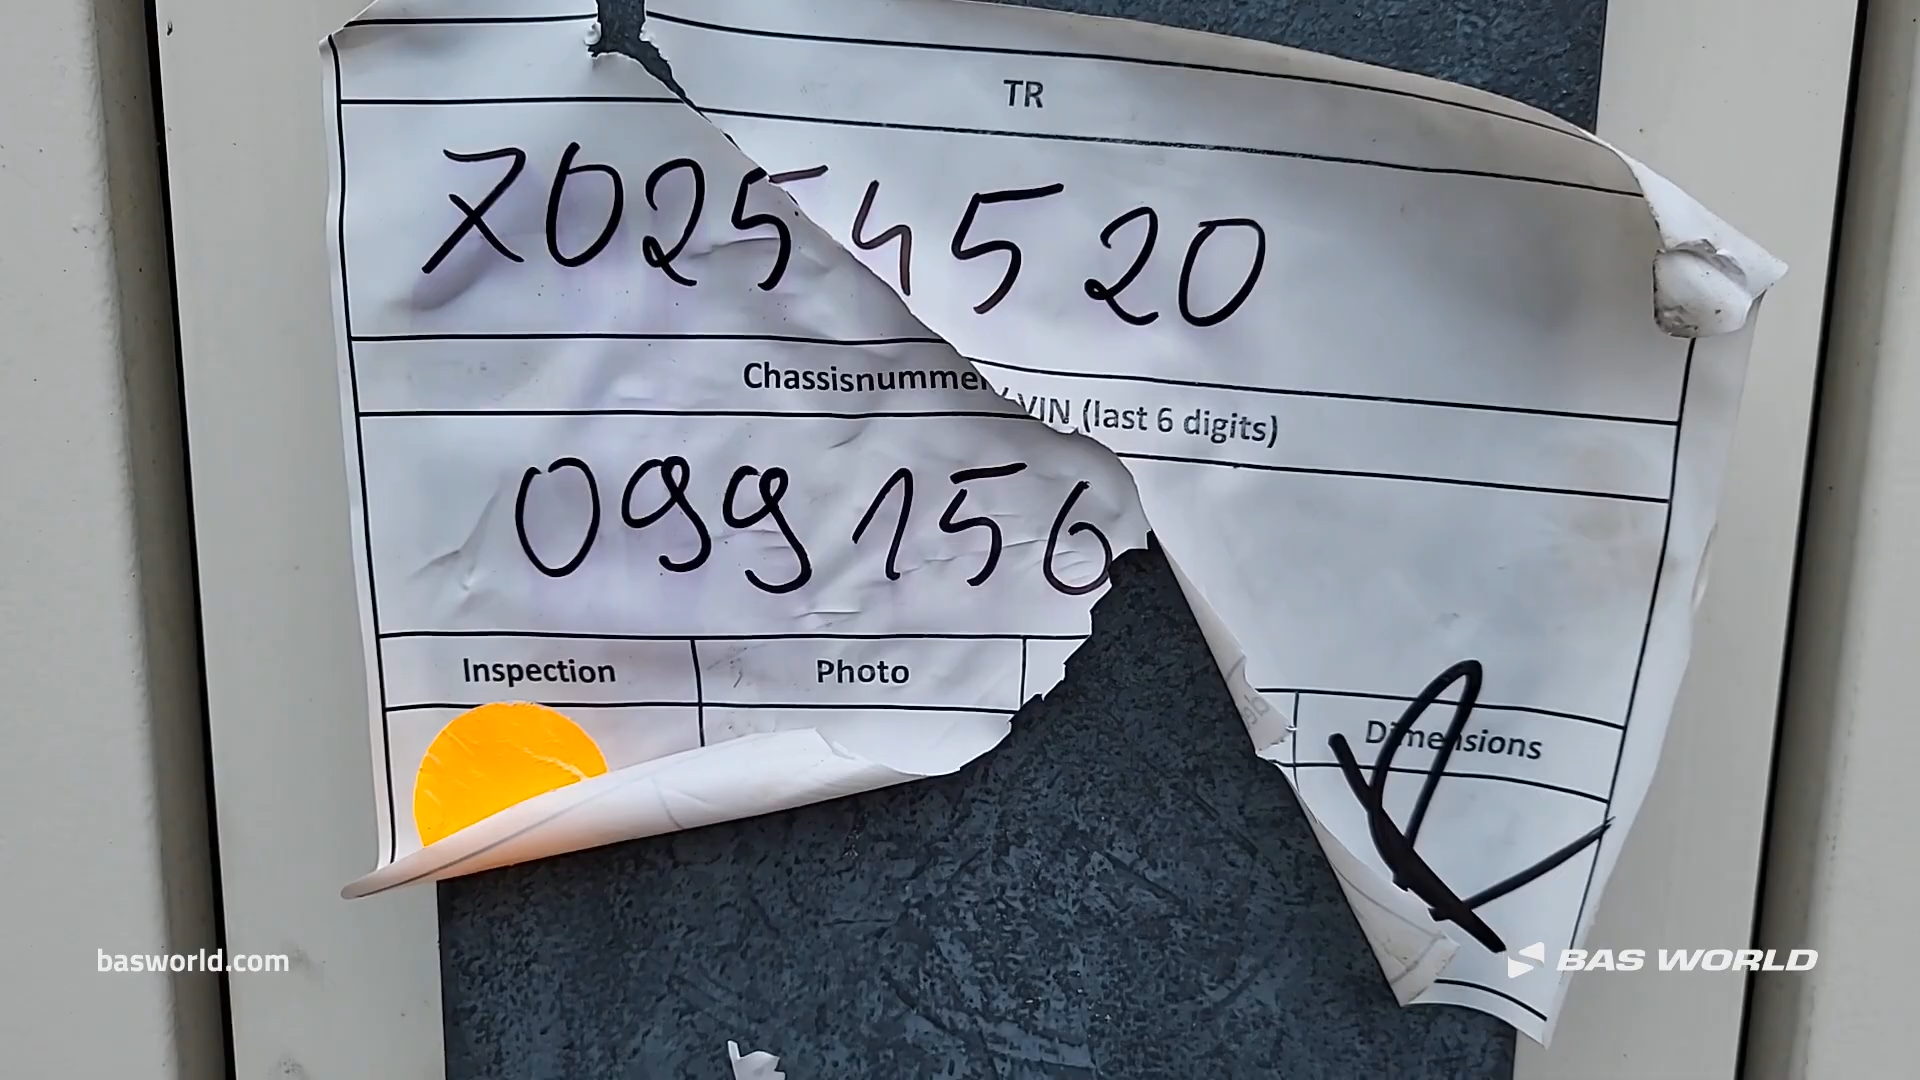 TR
70254520
Chassisnummer / VIN (last 6 digits)
099156
Inspection Photo Dimensions
basworld.com BAS WORLD